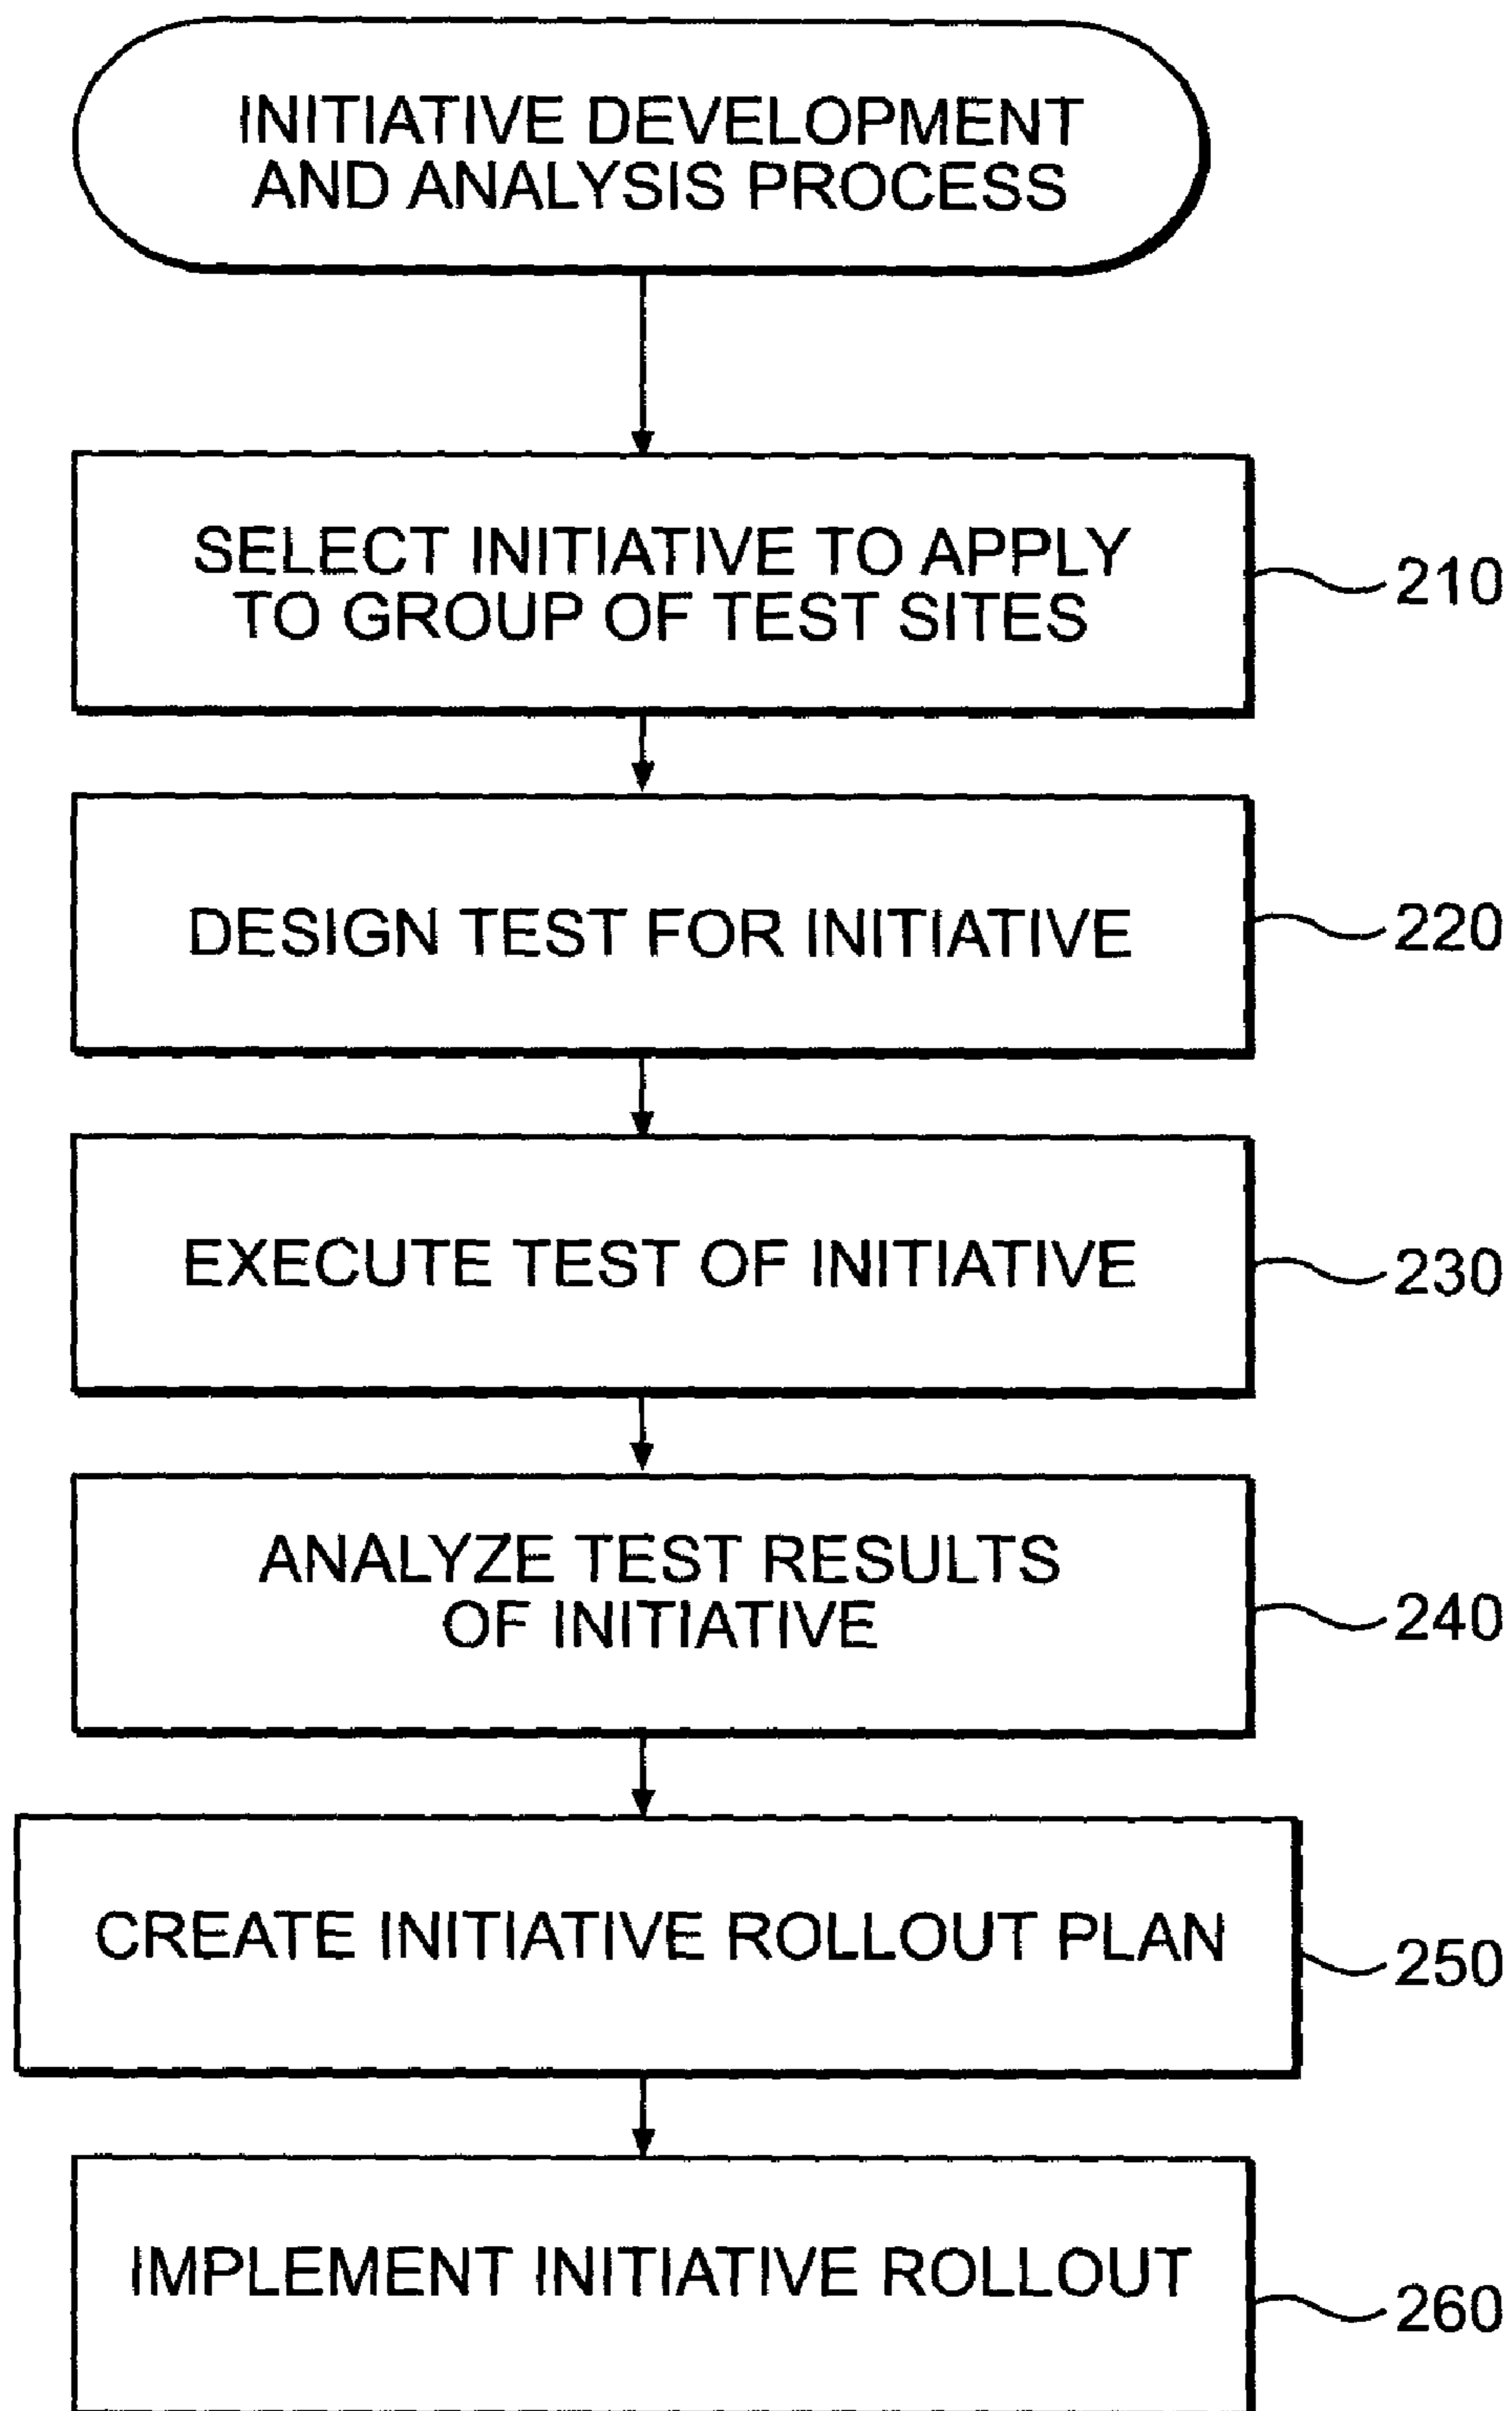 INITIATIVE DEVELOPMENT
AND ANALYSIS PROCESS
SELECT INITIATIVE TO APPLY
TO GROUP OF TEST SITES
210
DESIGN TEST FOR INITIATIVE
220
EXECUTE TEST OF INITIATIVE
230
ANALYZE TEST RESULTS
OF INITIATIVE
240
CREATE INITIATIVE ROLLOUT PLAN
250
IMPLEMENT INITIATIVE ROLLOUT
260